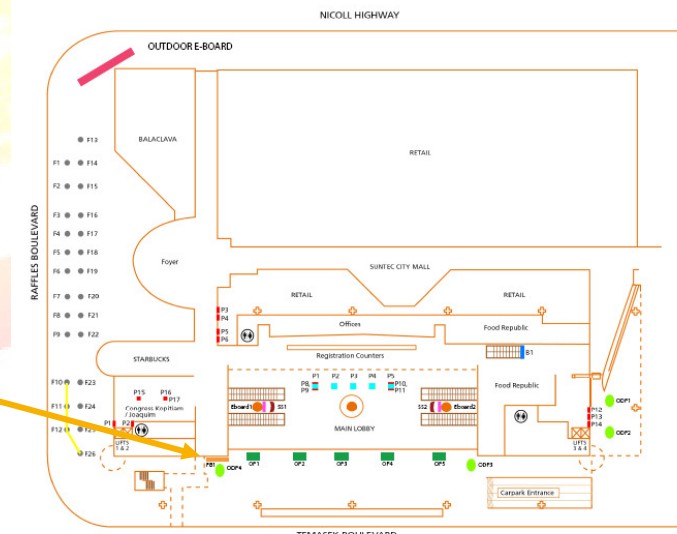 NICOLL HIGHWAY
OUTDOOR E-BOARD
F13
BALACLAVA
RETAIL
F1 F14
F2 F15
F3 F16
F4 F17
F5 F18
F6 F19
F7 F20
F8 F21
F9 F22
RAFFLES BOULEVARD
Foyer
SUNTEC CITY MALL
RETAIL
RETAIL
P3
P4
P5
P6
Offices
Food Republic
Registration Counters
B1
STARBUCKS
F10 F23
F11 F24
F12 F25
F26
P15 P16
P17
Congress Kopitiam
/ Joaquim
P1 P2
LIFTS
1 & 2
P1 P2 P3 P4 P5
P8, P10,
P9 P11
Eboard1 SS1
SS2 Eboard2
MAIN LOBBY
Food Republic
ODP1
P12
P13
P14
ODP2
LIFTS
3 & 4
PB1
ODP4
OP1 OP2 OP3 OP4 OP5
ODP3
Carpark Entrance
TEMASEK BOULEVARD